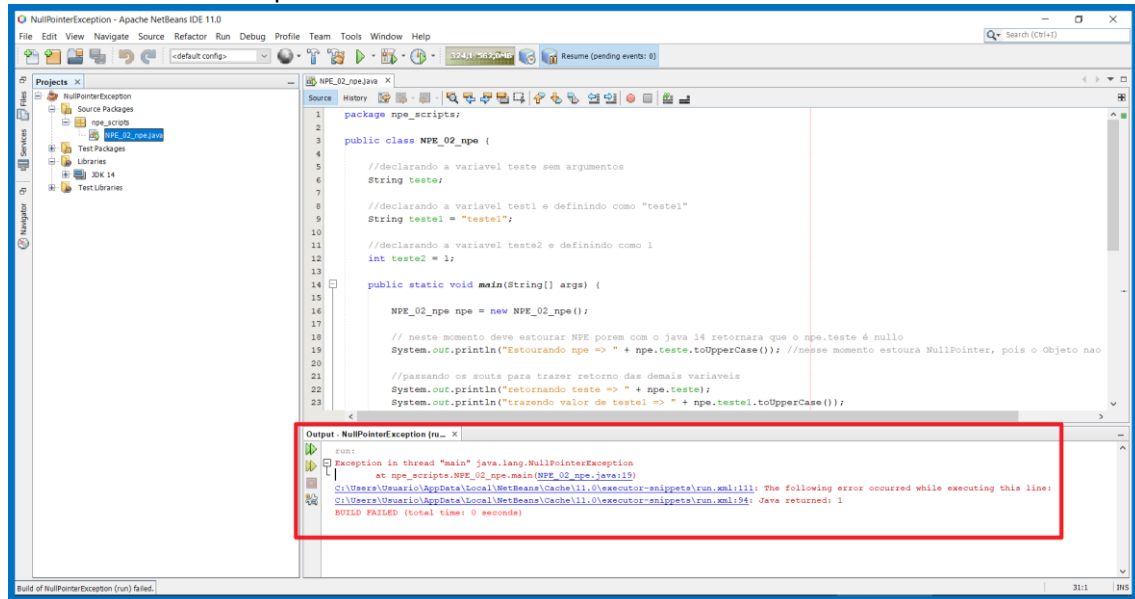 NullPointerException - Apache NetBeans IDE 11.0
File Edit View Navigate Source Refactor Run Debug Profile Team Tools Window Help
Search (Ctrl+I)
<default config>
Resume (pending events: 0)
Projects
NPE_02_npe.java
Files
Services
Navigator
NullPointerException
Source Packages
npe_scripts
NPE_02_npe.java
Test Packages
Libraries
JDK 14
Test Libraries
Source History
1 package npe_scripts;
2
3 public class NPE_02_npe {
4
5 //declarando a variavel teste sem argumentos
6 String teste;
7
8 //declarando a variavel test1 e definindo como "teste1"
9 String teste1 = "teste1";
10
11 //declarando a variavel teste2 e definindo como 1
12 int teste2 = 1;
13
14 public static void main(String[] args) {
15
16 NPE_02_npe npe = new NPE_02_npe();
17
18 // neste momento deve estourar NPE porem com o java 14 retornara que o npe.teste é nullo
19 System.out.println("Estourando npe => " + npe.teste.toUpperCase()); //nesse momento estoura NullPointer, pois o Objeto nao
20
21 //passando os souts para trazer retorno das demais variaveis
22 System.out.println("retornando teste => " + npe.teste);
23 System.out.println("trazendo valor de teste1 => " + npe.teste1.toUpperCase());
Output - NullPointerException (ru...
run:
Exception in thread "main" java.lang.NullPointerException
at npe_scripts.NPE_02_npe.main(NPE_02_npe.java:19)
C:\Users\Usuario\AppData\Local\NetBeans\Cache\11.0\executor-snippets\run.xml:111: The following error occurred while executing this line:
C:\Users\Usuario\AppData\Local\NetBeans\Cache\11.0\executor-snippets\run.xml:94: Java returned: 1
BUILD FAILED (total time: 0 seconds)
Build of NullPointerException (run) failed.
31:1 INS